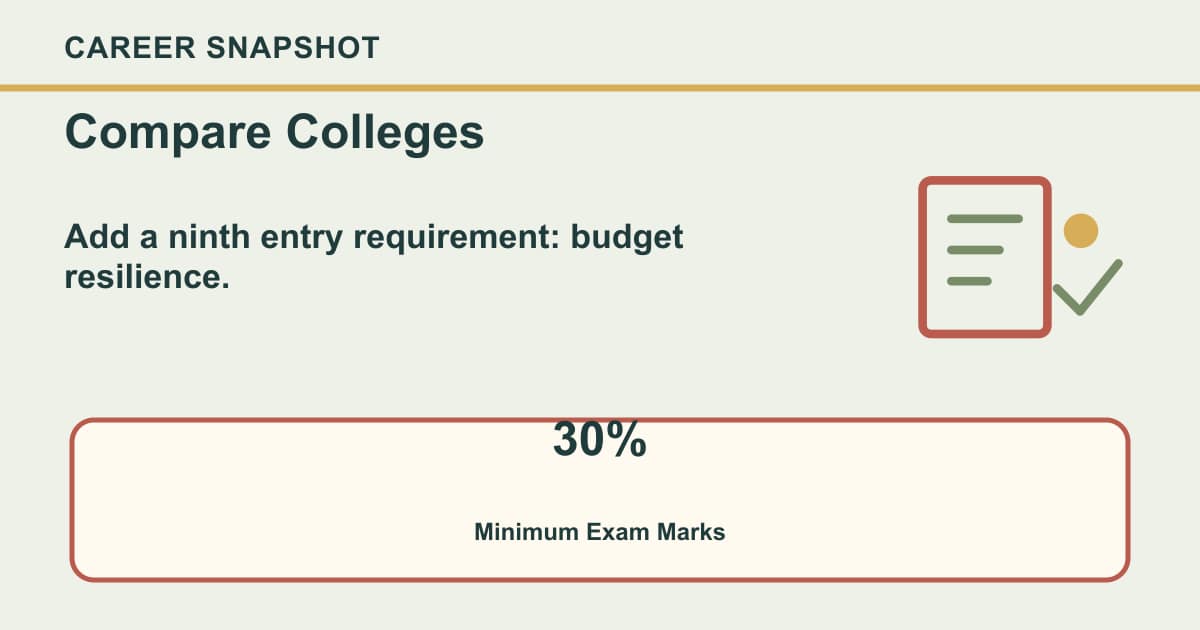 CAREER SNAPSHOT
Compare Colleges
Add a ninth entry requirement: budget
resilience.
30%
Minimum Exam Marks